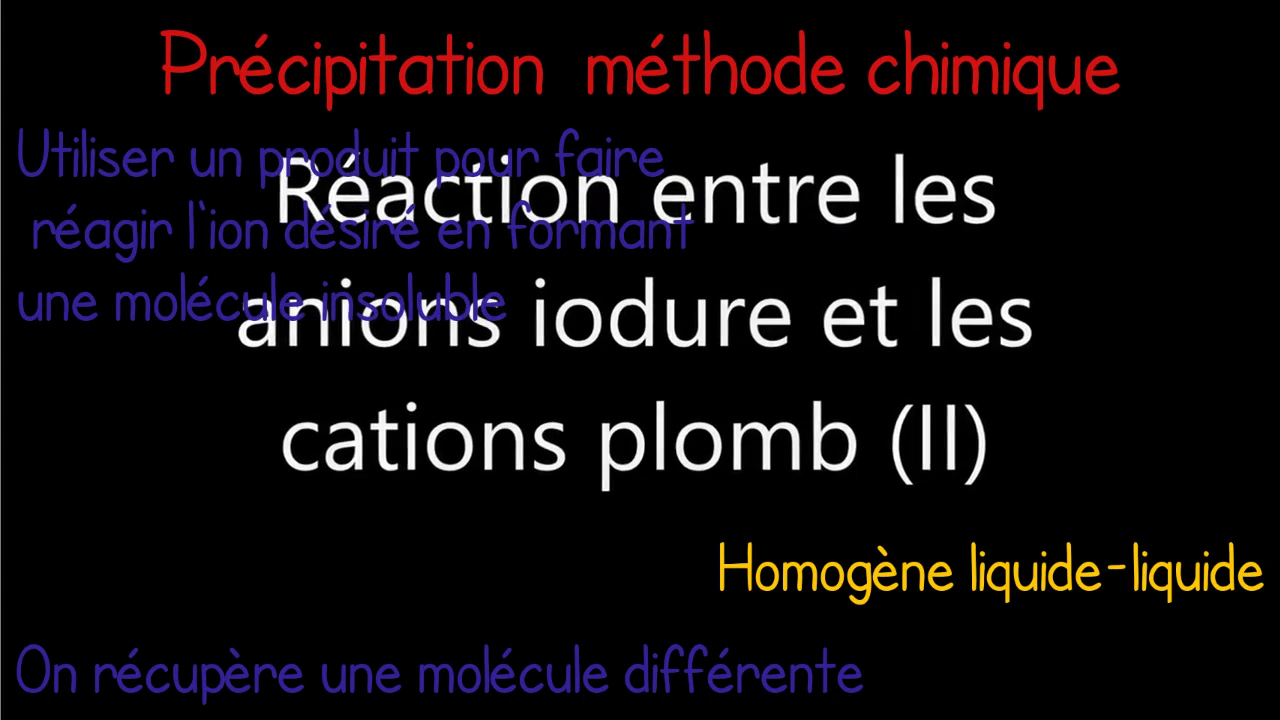 Précipitation méthode chimique
Utiliser un produit pour faire
réagir l'ion désiré en formant
une molécule insoluble
Réaction entre les
anions iodure et les
cations plomb (II)
Homogène liquide-liquide
On récupère une molécule différente